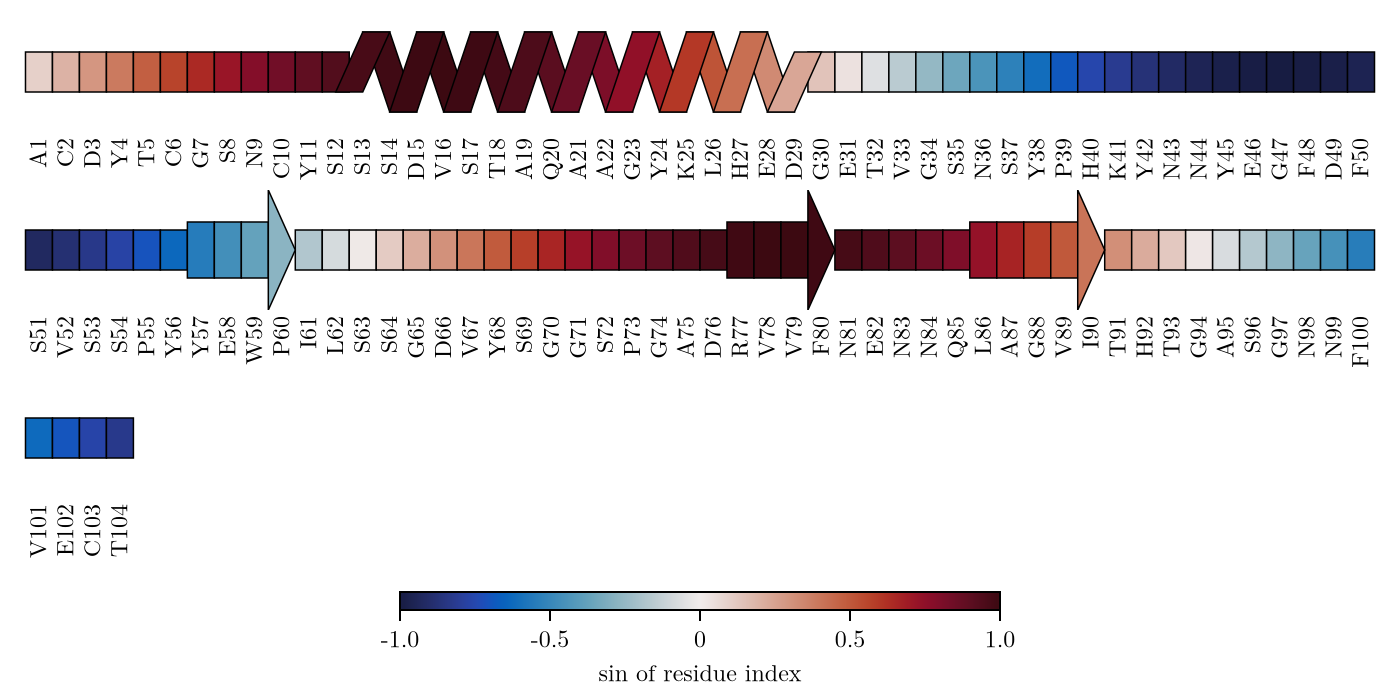 A1 C2 D3 Y4 T5 C6 G7 S8 N9 C10 Y11 S12 S13 S14 D15 V16 S17 T18 A19 Q20 A21 A22 G23 Y24 K25 L26 H27 E28 D29 G30 E31 T32 V33 G34 S35 N36 S37 Y38 P39 H40 K41 Y42 N43 N44 Y45 E46 G47 F48 D49 F50
S51 V52 S53 S54 P55 Y56 Y57 E58 W59 P60 I61 L62 S63 S64 G65 D66 V67 Y68 S69 G70 G71 S72 P73 G74 A75 D76 R77 V78 V79 F80 N81 E82 N83 N84 Q85 L86 A87 G88 V89 I90 T91 H92 T93 G94 A95 S96 G97 N98 N99 F100
V101 E102 C103 T104
-1.0 -0.5 0 0.5 1.0
sin of residue index